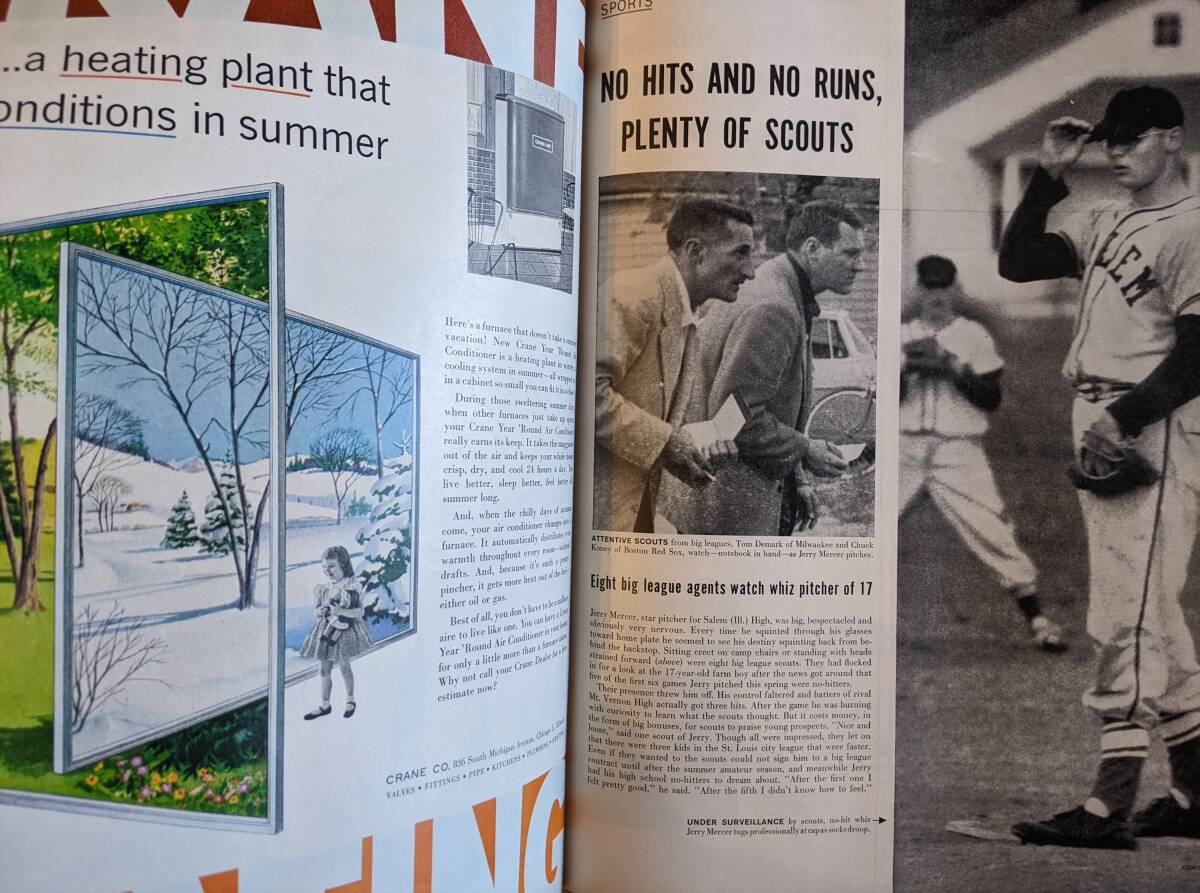 ...a heating plant that
onditions in summer
CRANE LINE
Here's a furnace that doesn't take a summer
vacation! New Crane Year 'Round
Conditioner is a heating plant in winter,
cooling system in summer—all wrapped
in a cabinet so small you can fit it in a
During those sweltering summer
when other furnaces just take up
your Crane Year 'Round Air Conditioner
really earns its keep. It takes the
out of the air and keeps your whole
crisp, dry, and cool 24 hours a day.
live better, sleep better, feel better
summer long.
And, when the chilly days of
come, your air conditioner changes into
furnace. It automatically distributes
warmth throughout every room—without
drafts. And, because it's such a penny-
pincher, it gets more heat out of the fuel—
either oil or gas.
Best of all, you don't have to be a million-
aire to live like one. You can have a Crane
Year 'Round Air Conditioner in your home
for only a little more than a furnace alone.
Why not call your Crane Dealer for a free
estimate now?
CRANE CO., 836 South Michigan Avenue, Chicago 5, Illinois
VALVES • FITTINGS • PIPE • KITCHENS • PLUMBING • HEATING
SPORTS
NO HITS AND NO RUNS,
PLENTY OF SCOUTS
ATTENTIVE SCOUTS from big leagues, Tom Demark of Milwaukee and Chuck
Koney of Boston Red Sox, watch—notebook in hand—as Jerry Mercer pitches.
Eight big league agents watch whiz pitcher of 17
Jerry Mercer, star pitcher for Salem (Ill.) High, was big, bespectacled and
obviously very nervous. Every time he squinted through his glasses
toward home plate he seemed to see his destiny squinting back from be-
hind the backstop. Sitting erect on camp chairs or standing with heads
strained forward (above) were eight big league scouts. They had flocked
in for a look at the 17-year-old farm boy after the news got around that
five of the first six games Jerry pitched this spring were no-hitters.
Their presence threw him off. His control faltered and batters of rival
Mt. Vernon High actually got three hits. After the game he was burning
with curiosity to learn what the scouts thought. But it costs money, in
the form of big bonuses, for scouts to praise young prospects. "Nice and
loose," said one scout of Jerry. Though all were impressed, they let on
that there were three kids in the St. Louis city league that were faster.
Even if they wanted to the scouts could not sign him to a big league
contract until after the summer amateur season, and meanwhile Jerry
had his high school no-hitters to dream about. "After the first one I
felt pretty good," he said. "After the fifth I didn't know how to feel."
UNDER SURVEILLANCE by scouts, no-hit whiz
Jerry Mercer tugs professionally at cap as socks droop.
LEM